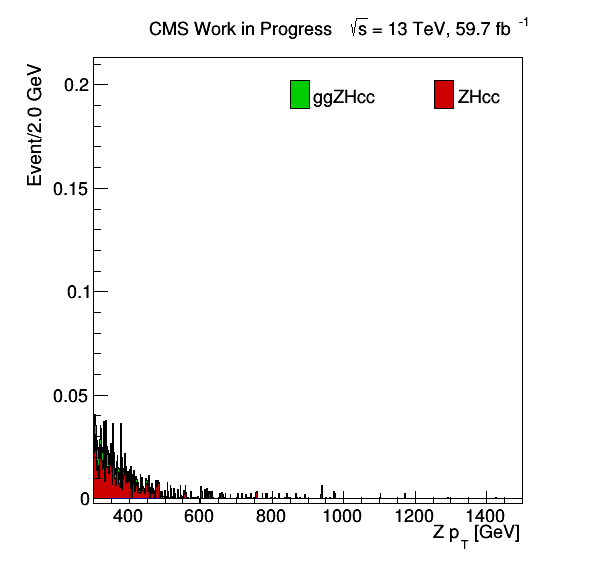 CMS Work in Progress √s = 13 TeV, 59.7 fb -1
Event/2.0 GeV
ggZHcc ZHcc
0.2
0.15
0.1
0.05
0
400 600 800 1000 1200 1400
Z pT [GeV]